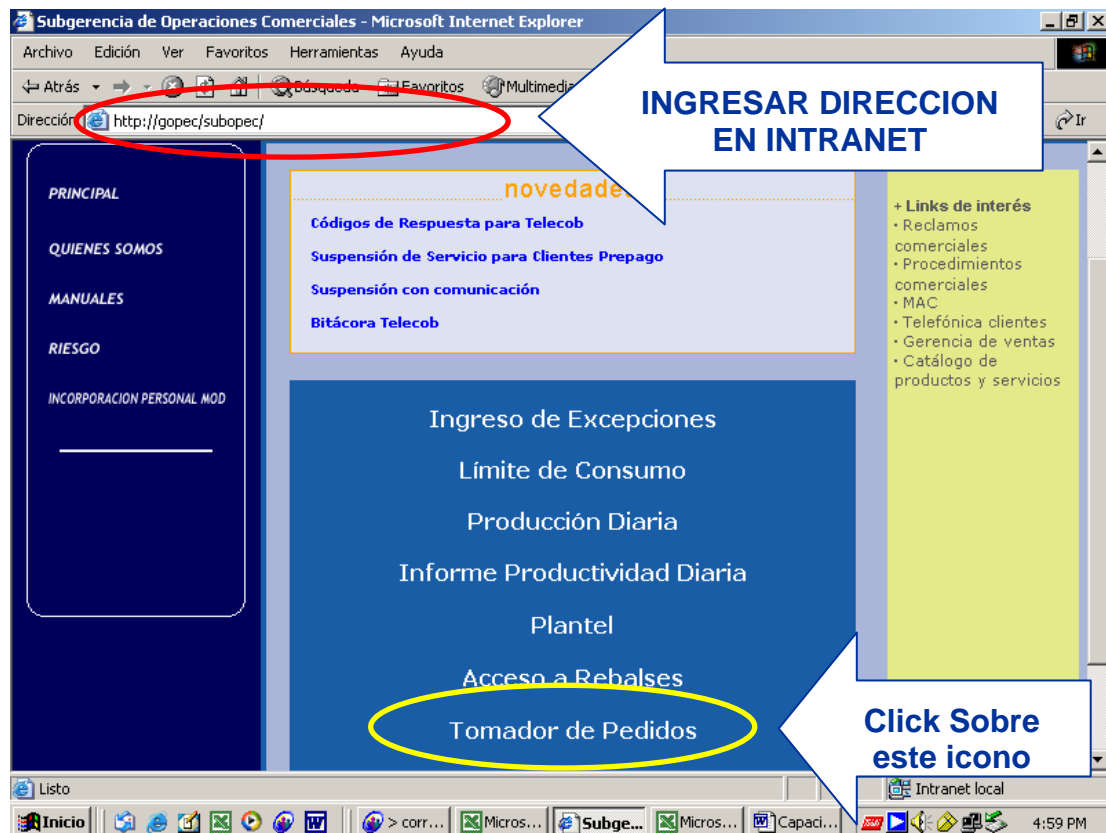 Subgerencia de Operaciones Comerciales - Microsoft Internet Explorer
Archivo Edición Ver Favoritos Herramientas Ayuda
Atrás Búsqueda Favoritos Multimedia
Dirección http://gopec/subopec/ Ir
INGRESAR DIRECCION
EN INTRANET
PRINCIPAL
QUIENES SOMOS
MANUALES
RIESGO
INCORPORACION PERSONAL MOD
novedades
Códigos de Respuesta para Telecob
Suspensión de Servicio para Clientes Prepago
Suspensión con comunicación
Bitácora Telecob
Ingreso de Excepciones
Límite de Consumo
Producción Diaria
Informe Productividad Diaria
Plantel
Acceso a Rebalses
Tomador de Pedidos
+ Links de interés
· Reclamos
comerciales
· Procedimientos
comerciales
· MAC
· Telefónica clientes
· Gerencia de ventas
· Catálogo de
productos y servicios
Click Sobre
este icono
Listo Intranet local
Inicio > corr... Micros... Subge... Micros... Capaci... 4:59 PM